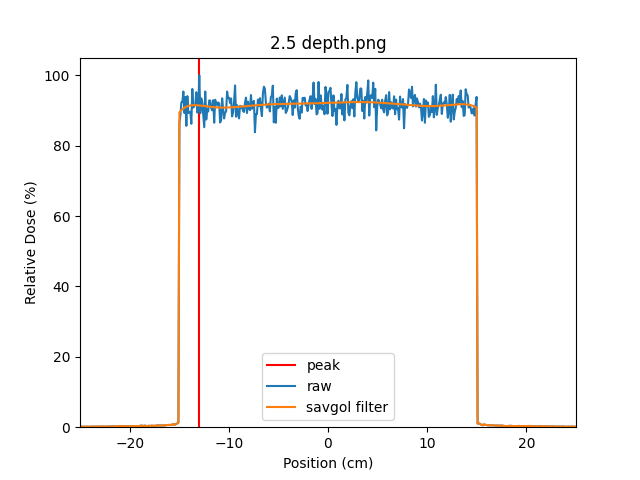 2.5 depth.png
100
80
60
40
20
0
Relative Dose (%)
peak
raw
savgol filter
−20
−10
0
10
20
Position (cm)